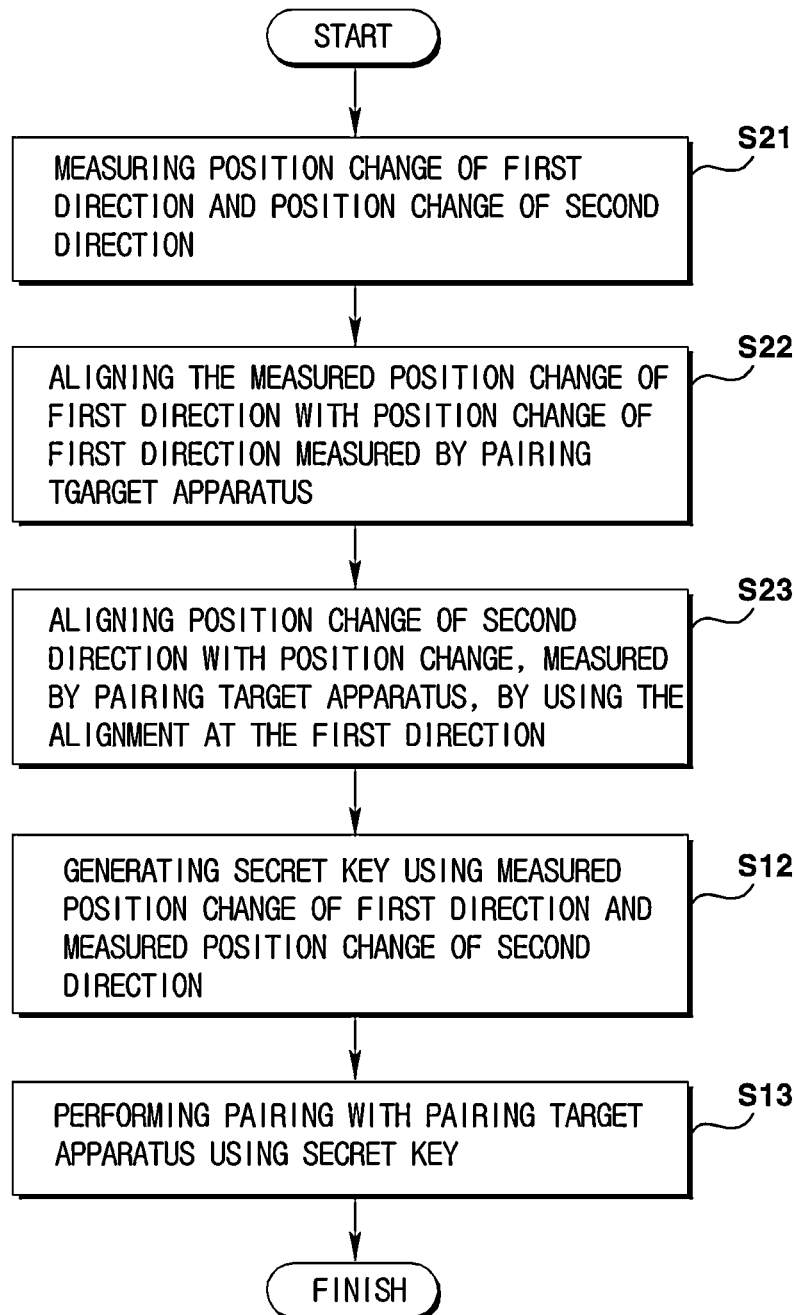 START
S21
MEASURING POSITION CHANGE OF FIRST
DIRECTION AND POSITION CHANGE OF SECOND
DIRECTION
S22
ALIGNING THE MEASURED POSITION CHANGE OF
FIRST DIRECTION WITH POSITION CHANGE OF
FIRST DIRECTION MEASURED BY PAIRING
TGARGET APPARATUS
S23
ALIGNING POSITION CHANGE OF SECOND
DIRECTION WITH POSITION CHANGE, MEASURED
BY PAIRING TARGET APPARATUS, BY USING THE
ALIGNMENT AT THE FIRST DIRECTION
S12
GENERATING SECRET KEY USING MEASURED
POSITION CHANGE OF FIRST DIRECTION AND
MEASURED POSITION CHANGE OF SECOND
DIRECTION
S13
PERFORMING PAIRING WITH PAIRING TARGET
APPARATUS USING SECRET KEY
FINISH